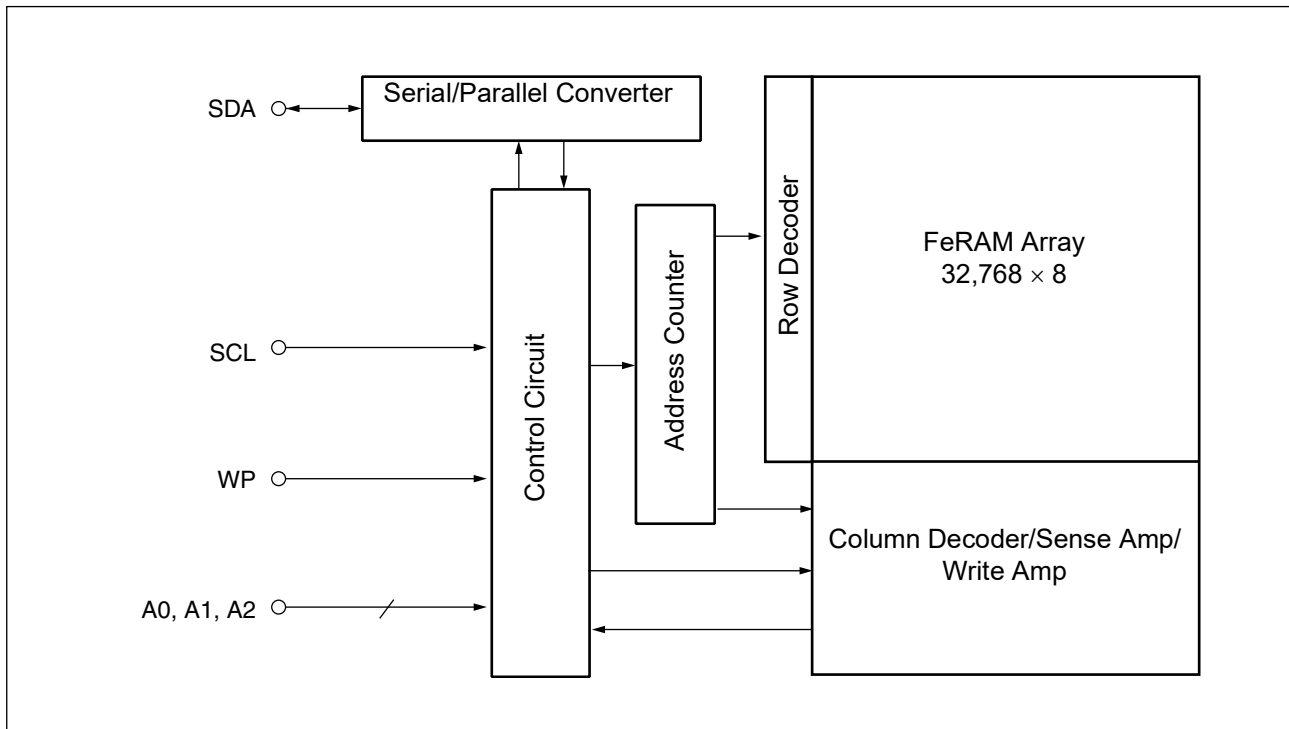 Serial/Parallel Converter
SDA
Row Decoder
FeRAM Array
32,768 × 8
Address Counter
Control Circuit
SCL
WP
Column Decoder/Sense Amp/
Write Amp
A0, A1, A2